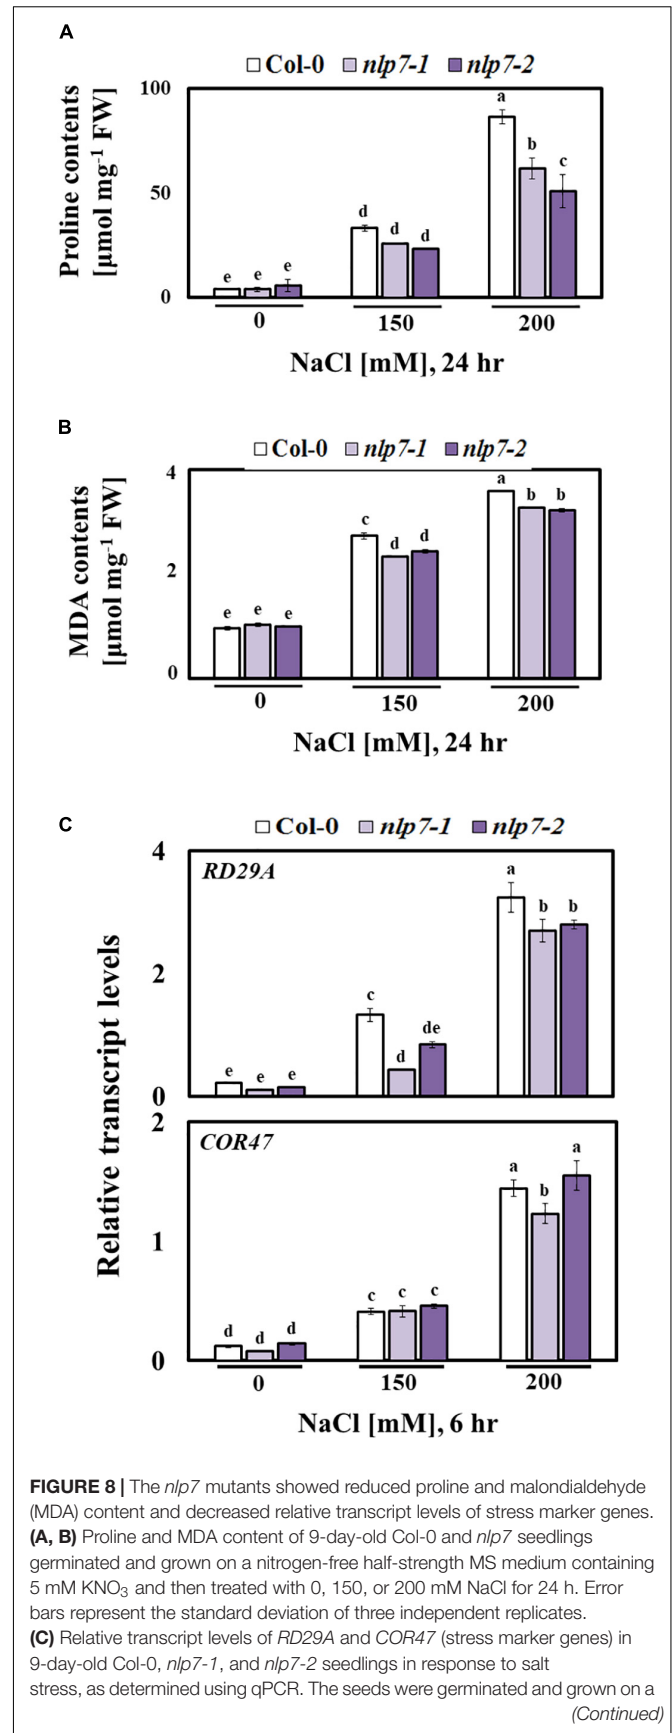 A
Col-0 nlp7-1 nlp7-2
Proline contents
[µmol mg-1 FW]
100
50
0
a
b
c
d
d
d
e
e
e
0
150
200
NaCl [mM], 24 hr
B
Col-0 nlp7-1 nlp7-2
MDA contents
[µmol mg-1 FW]
4
2
0
a
b
b
c
d
d
e
e
e
0
150
200
NaCl [mM], 24 hr
C
Col-0 nlp7-1 nlp7-2
Relative transcript levels
4
2
0
RD29A
a
b
b
c
d
de
e
e
e
2
1
0
COR47
a
b
a
c
c
c
d
d
d
0
150
200
NaCl [mM], 6 hr
FIGURE 8 | The nlp7 mutants showed reduced proline and malondialdehyde
(MDA) content and decreased relative transcript levels of stress marker genes.
(A, B) Proline and MDA content of 9-day-old Col-0 and nlp7 seedlings
germinated and grown on a nitrogen-free half-strength MS medium containing
5 mM KNO3 and then treated with 0, 150, or 200 mM NaCl for 24 h. Error
bars represent the standard deviation of three independent replicates.
(C) Relative transcript levels of RD29A and COR47 (stress marker genes) in
9-day-old Col-0, nlp7-1, and nlp7-2 seedlings in response to salt
stress, as determined using qPCR. The seeds were germinated and grown on a
(Continued)